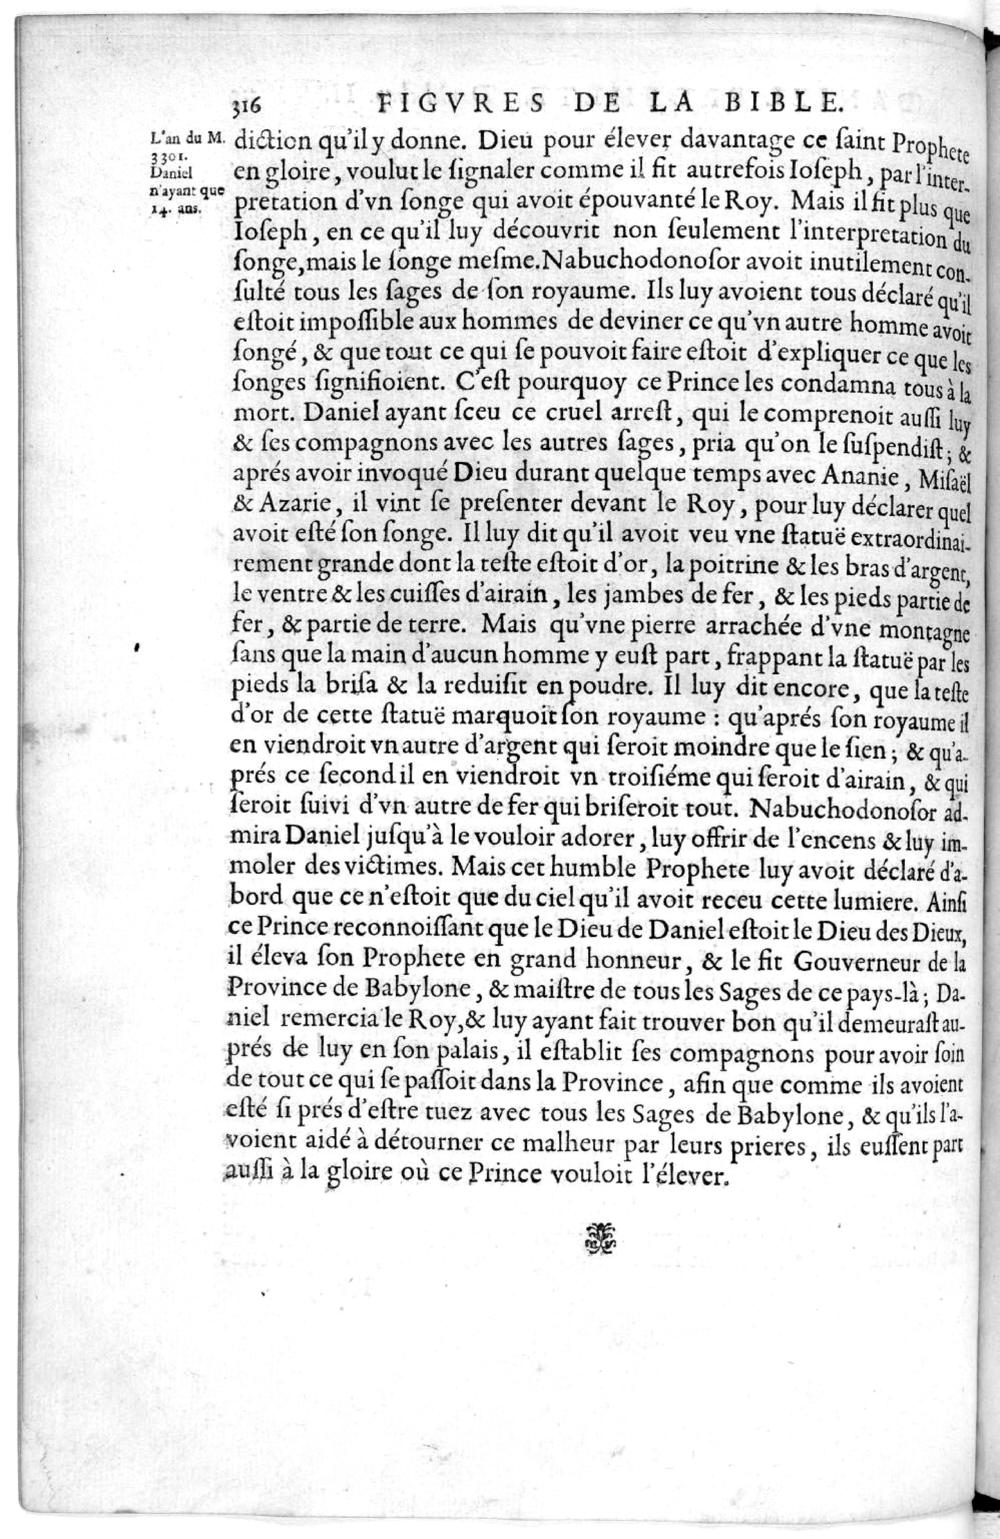 316 FIGVRES DE LA BIBLE.
L'an du M.
3301.
Daniel
n'ayant que
14. ans.
diction qu'il y donne. Dieu pour élever davantage ce ſaint Prophete
en gloire, voulut le ſignaler comme il fit autrefois Ioſeph, par l'inter-
pretation d'vn ſonge qui avoit épouvanté le Roy. Mais il fit plus que
Ioſeph, en ce qu'il luy découvrit non ſeulement l'interpretation du
ſonge, mais le ſonge meſme. Nabuchodonoſor avoit inutilement con-
ſulté tous les ſages de ſon royaume. Ils luy avoient tous déclaré qu'il
eſtoit impoſſible aux hommes de deviner ce qu'vn autre homme avoit
ſongé, & que tout ce qui ſe pouvoit faire eſtoit d'expliquer ce que les
ſonges ſignifioient. C'eſt pourquoy ce Prince les condamna tous à la
mort. Daniel ayant ſceu ce cruel arreſt, qui le comprenoit auſſi luy
& ſes compagnons avec les autres ſages, pria qu'on le ſuſpendiſt; &
aprés avoir invoqué Dieu durant quelque temps avec Ananie, Miſaël
& Azarie, il vint ſe preſenter devant le Roy, pour luy déclarer quel
avoit eſté ſon ſonge. Il luy dit qu'il avoit veu vne ſtatuë extraordinai-
rement grande dont la teſte eſtoit d'or, la poitrine & les bras d'argent,
le ventre & les cuiſſes d'airain, les jambes de fer, & les pieds partie de
fer, & partie de terre. Mais qu'vne pierre arrachée d'vne montagne
ſans que la main d'aucun homme y euſt part, frappant la ſtatuë par les
pieds la briſa & la reduiſit en poudre. Il luy dit encore, que la teſte
d'or de cette ſtatuë marquoit ſon royaume : qu'aprés ſon royaume il
en viendroit vn autre d'argent qui ſeroit moindre que le ſien; & qu'a-
prés ce ſecond il en viendroit vn troiſiéme qui ſeroit d'airain, & qui
ſeroit ſuivi d'vn autre de fer qui briſeroit tout. Nabuchodonoſor ad-
mira Daniel juſqu'à le vouloir adorer, luy offrir de l'encens & luy im-
moler des victimes. Mais cet humble Prophete luy avoit déclaré d'a-
bord que ce n'eſtoit que du ciel qu'il avoit receu cette lumiere. Ainſi
ce Prince reconnoiſſant que le Dieu de Daniel eſtoit le Dieu des Dieux,
il éleva ſon Prophete en grand honneur, & le fit Gouverneur de la
Province de Babylone, & maiſtre de tous les Sages de ce pays-là; Da-
niel remercia le Roy, & luy ayant fait trouver bon qu'il demeuraſt au-
prés de luy en ſon palais, il eſtablit ſes compagnons pour avoir ſoin
de tout ce qui ſe paſſoit dans la Province, afin que comme ils avoient
eſté ſi prés d'eſtre tuez avec tous les Sages de Babylone, & qu'ils l'a-
voient aidé à détourner ce malheur par leurs prieres, ils euſſent part
auſſi à la gloire où ce Prince vouloit l'élever.